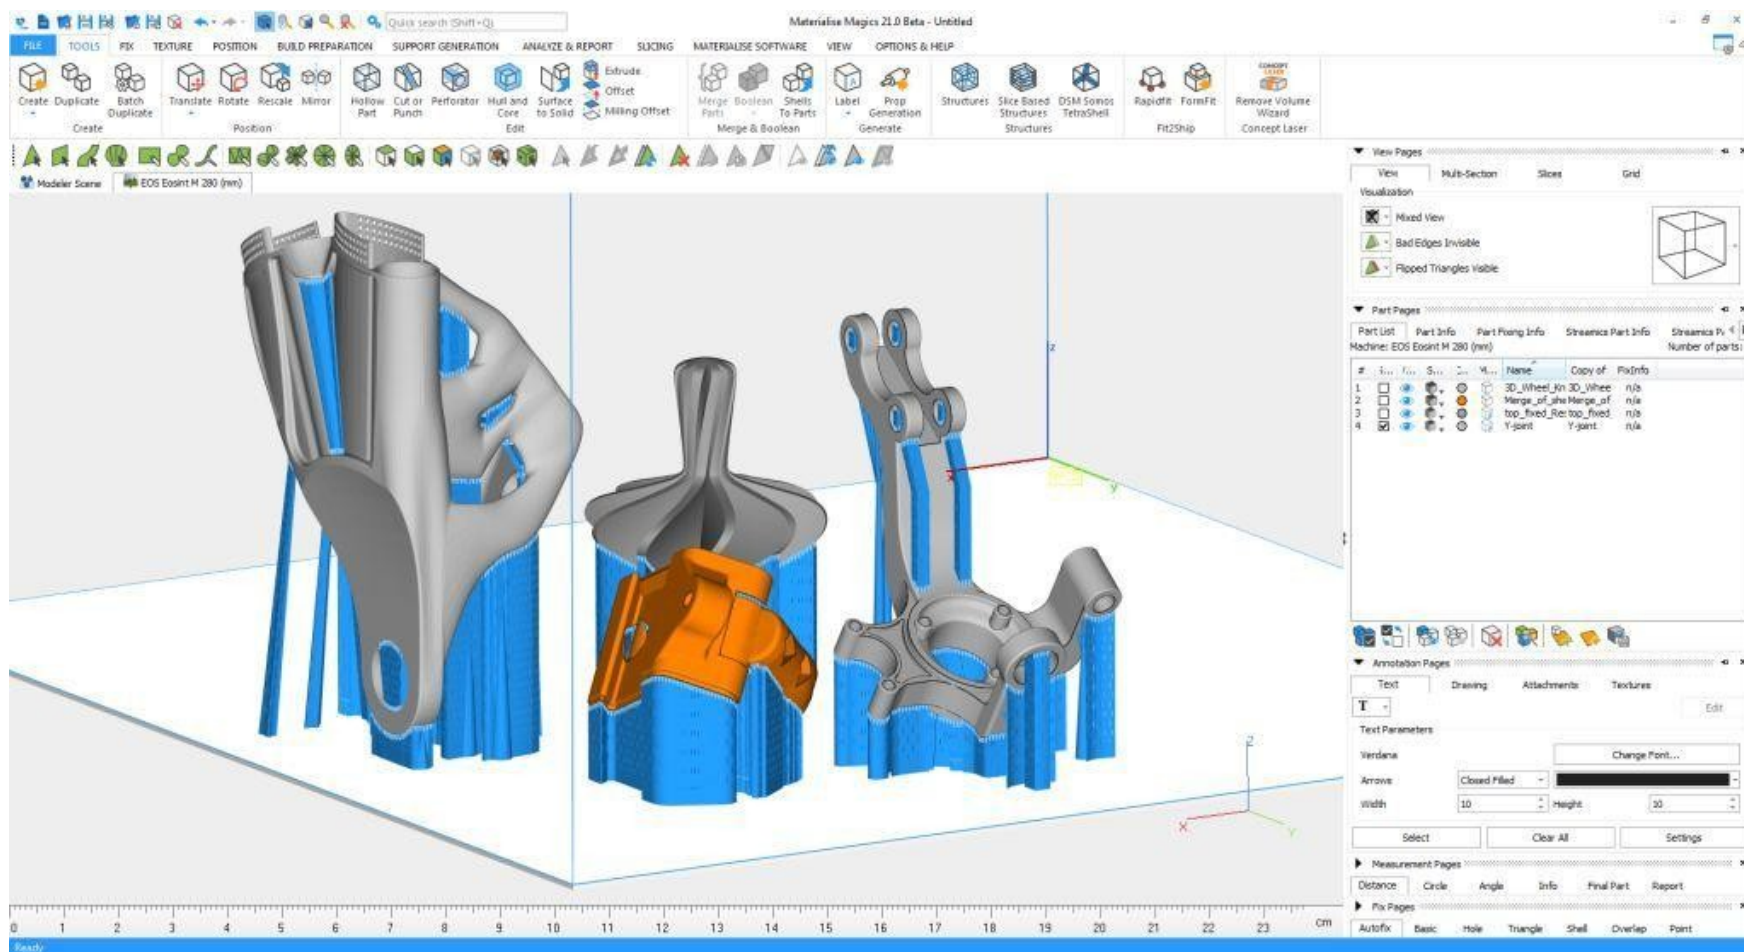 Quick search (Shift+Q)
Materialise Magics 21.0 Beta - Untitled
FILE TOOLS FIX TEXTURE POSITION BUILD PREPARATION SUPPORT GENERATION ANALYZE & REPORT SLICING MATERIALISE SOFTWARE VIEW OPTIONS & HELP
Create Duplicate Batch Duplicate
Create
Translate Rotate Rescale Mirror
Position
Hollow Part Cut or Punch Perforator Hull and Core Surface to Solid
Extrude
Offset
Milling Offset
Edit
Merge Parts Boolean Shells To Parts
Merge & Boolean
Label Prop Generation
Generate
Structures Slice Based Structures DSM Somos TetraShell
Structures
Rapidfit FormFit
Fit2Ship
CONCEPT LASER
Remove Volume Wizard
Concept Laser
Modeler Scene EOS Eosint M 280 (mm)
View Pages
View Multi-Section Slices Grid
Visualization
Mixed View
Bad Edges Invisible
Flipped Triangles Visible
Part Pages
Part List Part Info Part Fixing Info Streamics Part Info Streamics P
Machine: EOS Eosint M 280 (mm) Number of parts:
# Name Copy of FixInfo
1 3D_Wheel_Kn 3D_Whee n/a
2 Merge_of_she Merge_of n/a
3 top_fixed_Re top_fixed n/a
4 Y-joint Y-joint n/a
z
x
y
Annotation Pages
Text Drawing Attachments Textures
T Edit
Text Parameters
Verdana Change Font...
Arrows Closed Filled
Width 10 Height 10
Select Clear All Settings
Z
X
Y
Measurement Pages
Distance Circle Angle Info Final Part Report
Fix Pages
Autofix Basic Hole Triangle Shell Overlap Point
0 1 2 3 4 5 6 7 8 9 10 11 12 13 14 15 16 17 18 19 20 21 22 23 cm
Ready